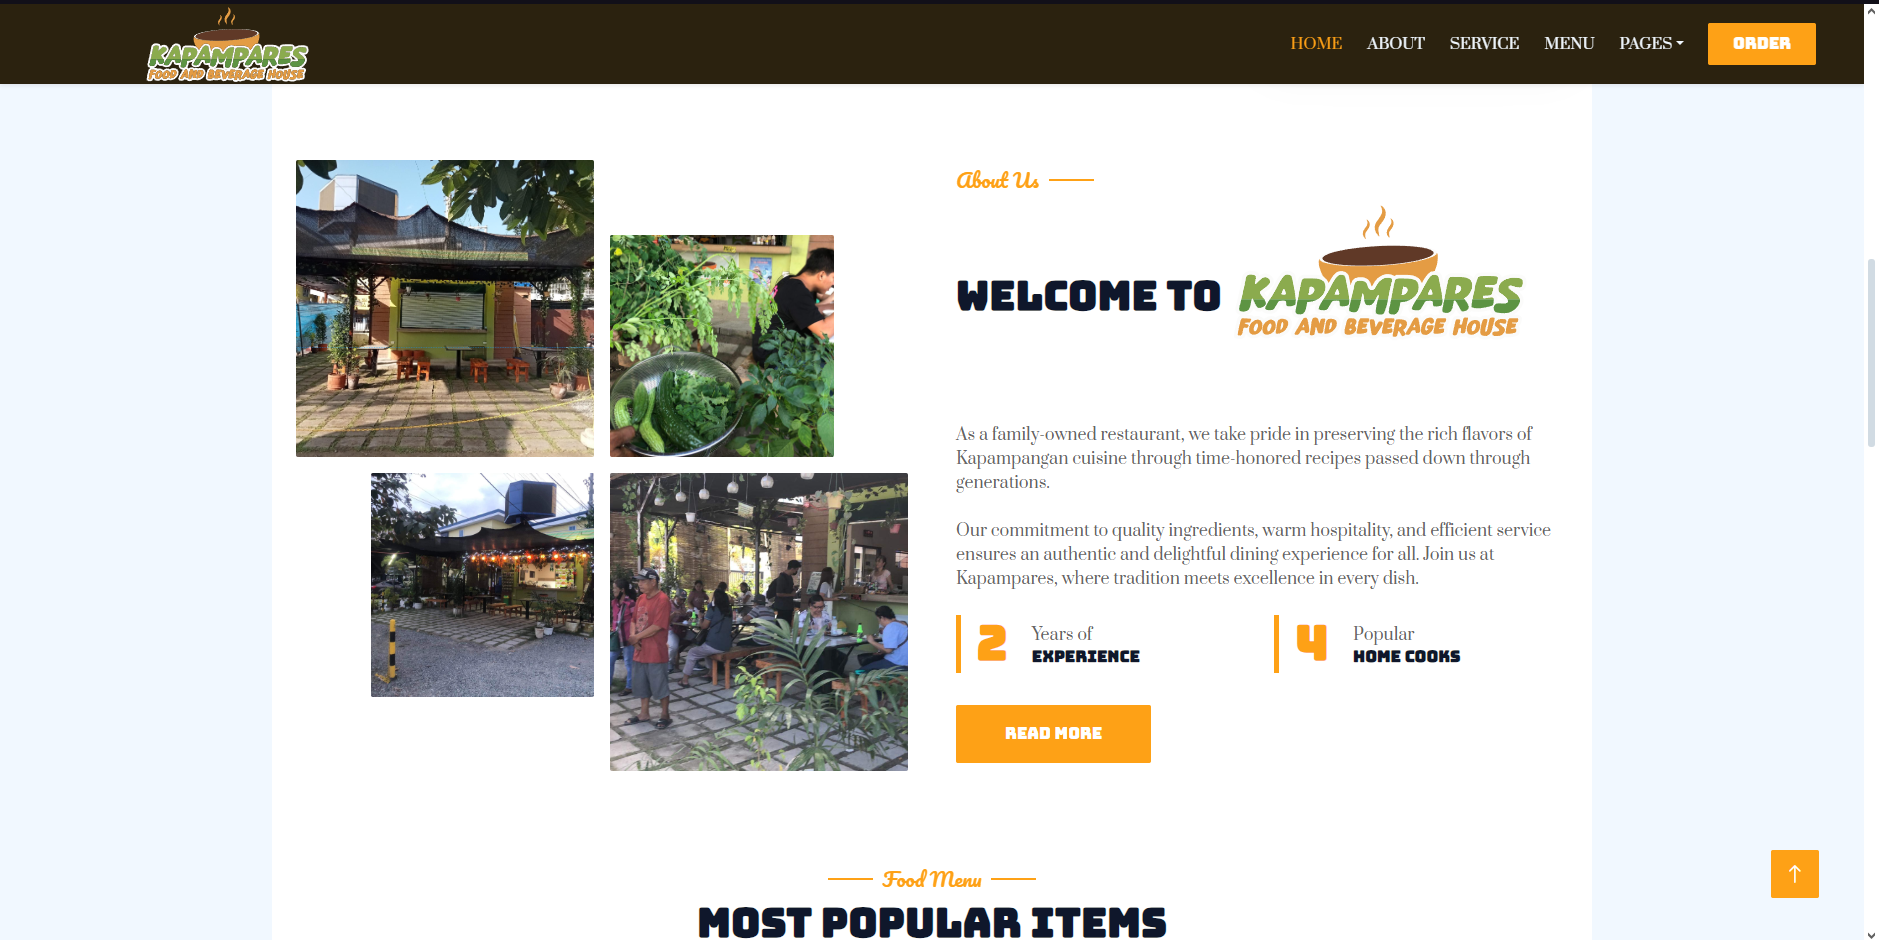 KAPAMPARES
FOOD AND BEVERAGE HOUSE
HOME ABOUT SERVICE MENU PAGES ORDER
About Us
WELCOME TO KAPAMPARES
FOOD AND BEVERAGE HOUSE
As a family-owned restaurant, we take pride in preserving the rich flavors of
Kapampangan cuisine through time-honored recipes passed down through
generations.
Our commitment to quality ingredients, warm hospitality, and efficient service
ensures an authentic and delightful dining experience for all. Join us at
Kapampares, where tradition meets excellence in every dish.
2 Years of
EXPERIENCE
4 Popular
HOME COOKS
READ MORE
Food Menu
MOST POPULAR ITEMS